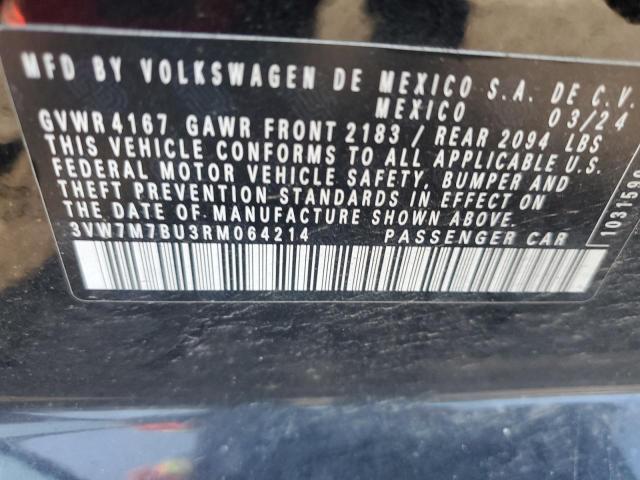 MFD BY VOLKSWAGEN DE MEXICO S.A. DE C.V.
MEXICO 03/24
GVWR 4167 GAWR FRONT 2183 / REAR 2094 LBS
THIS VEHICLE CONFORMS TO ALL APPLICABLE U.S.
FEDERAL MOTOR VEHICLE SAFETY, BUMPER AND
THEFT PREVENTION STANDARDS IN EFFECT ON
THE DATE OF MANUFACTURE SHOWN ABOVE.
3VW7M7BU3RM064214 PASSENGER CAR